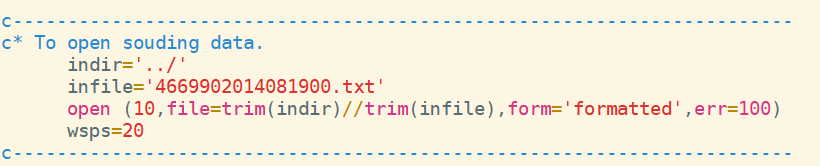 c----------------------------------------------------------------------
c* To open souding data.
indir='../'
infile='4669902014081900.txt'
open (10,file=trim(indir)//trim(infile),form='formatted',err=100)
wsps=20
c----------------------------------------------------------------------